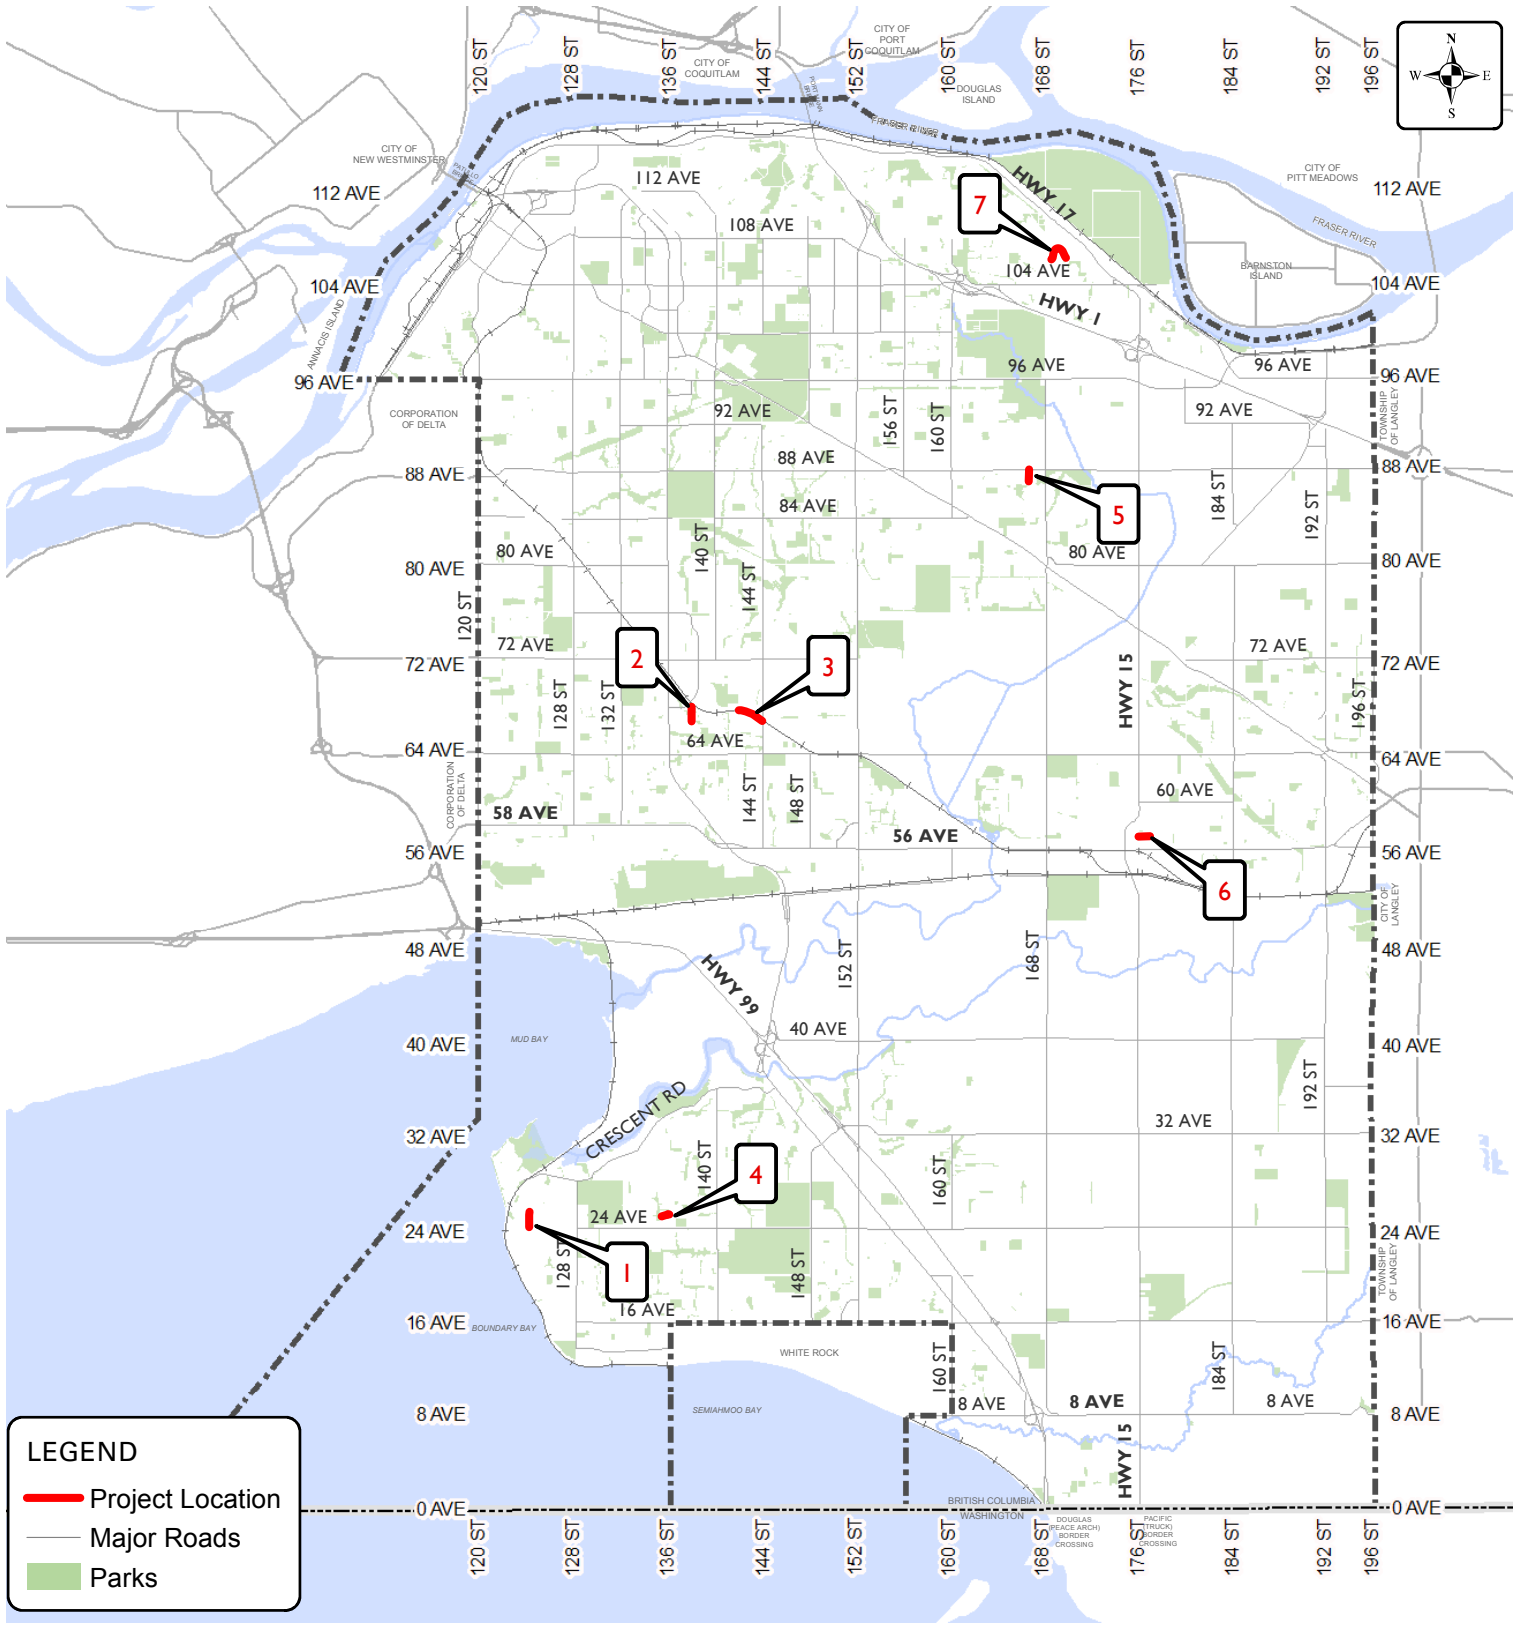 120 ST
128 ST
136 ST
144 ST
152 ST
160 ST
168 ST
176 ST
184 ST
192 ST
196 ST
N
W
E
S
CITY OF
PORT
COQUITLAM
CITY OF
COQUITLAM
DOUGLAS
ISLAND
PORT MANN
BRIDGE
FRASER RIVER
CITY OF
NEW WESTMINSTER
PATTULLO
BRIDGE
CITY OF
PITT MEADOWS
112 AVE
112 AVE
112 AVE
HWY 17
7
108 AVE
FRASER RIVER
104 AVE
104 AVE
104 AVE
BARNSTON
ISLAND
ANNACIS ISLAND
HWY 1
96 AVE
96 AVE
96 AVE
96 AVE
CORPORATION
OF DELTA
92 AVE
156 ST
160 ST
92 AVE
TOWNSHIP
OF LANGLEY
88 AVE
88 AVE
88 AVE
84 AVE
5
184 ST
192 ST
80 AVE
80 AVE
140 ST
80 AVE
80 AVE
144 ST
120 ST
72 AVE
72 AVE
2
3
72 AVE
72 AVE
128 ST
132 ST
HWY 15
196 ST
64 AVE
64 AVE
64 AVE
CORPORATION
OF DELTA
58 AVE
144 ST
148 ST
60 AVE
56 AVE
56 AVE
56 AVE
6
CITY OF
LANGLEY
48 AVE
HWY 99
152 ST
168 ST
48 AVE
MUD BAY
40 AVE
40 AVE
40 AVE
192 ST
CRESCENT RD
32 AVE
32 AVE
32 AVE
140 ST
4
160 ST
24 AVE
24 AVE
24 AVE
128 ST
1
148 ST
TOWNSHIP
OF LANGLEY
16 AVE
16 AVE
16 AVE
BOUNDARY BAY
WHITE ROCK
160 ST
184 ST
8 AVE
SEMIAHMOO BAY
8 AVE
8 AVE
8 AVE
8 AVE
HWY 15
LEGEND
Project Location
Major Roads
Parks
0 AVE
BRITISH COLUMBIA
WASHINGTON
0 AVE
DOUGLAS
(PEACE ARCH)
BORDER
CROSSING
PACIFIC
(TRUCK)
BORDER
CROSSING
120 ST
128 ST
136 ST
144 ST
152 ST
160 ST
168 ST
176 ST
184 ST
192 ST
196 ST